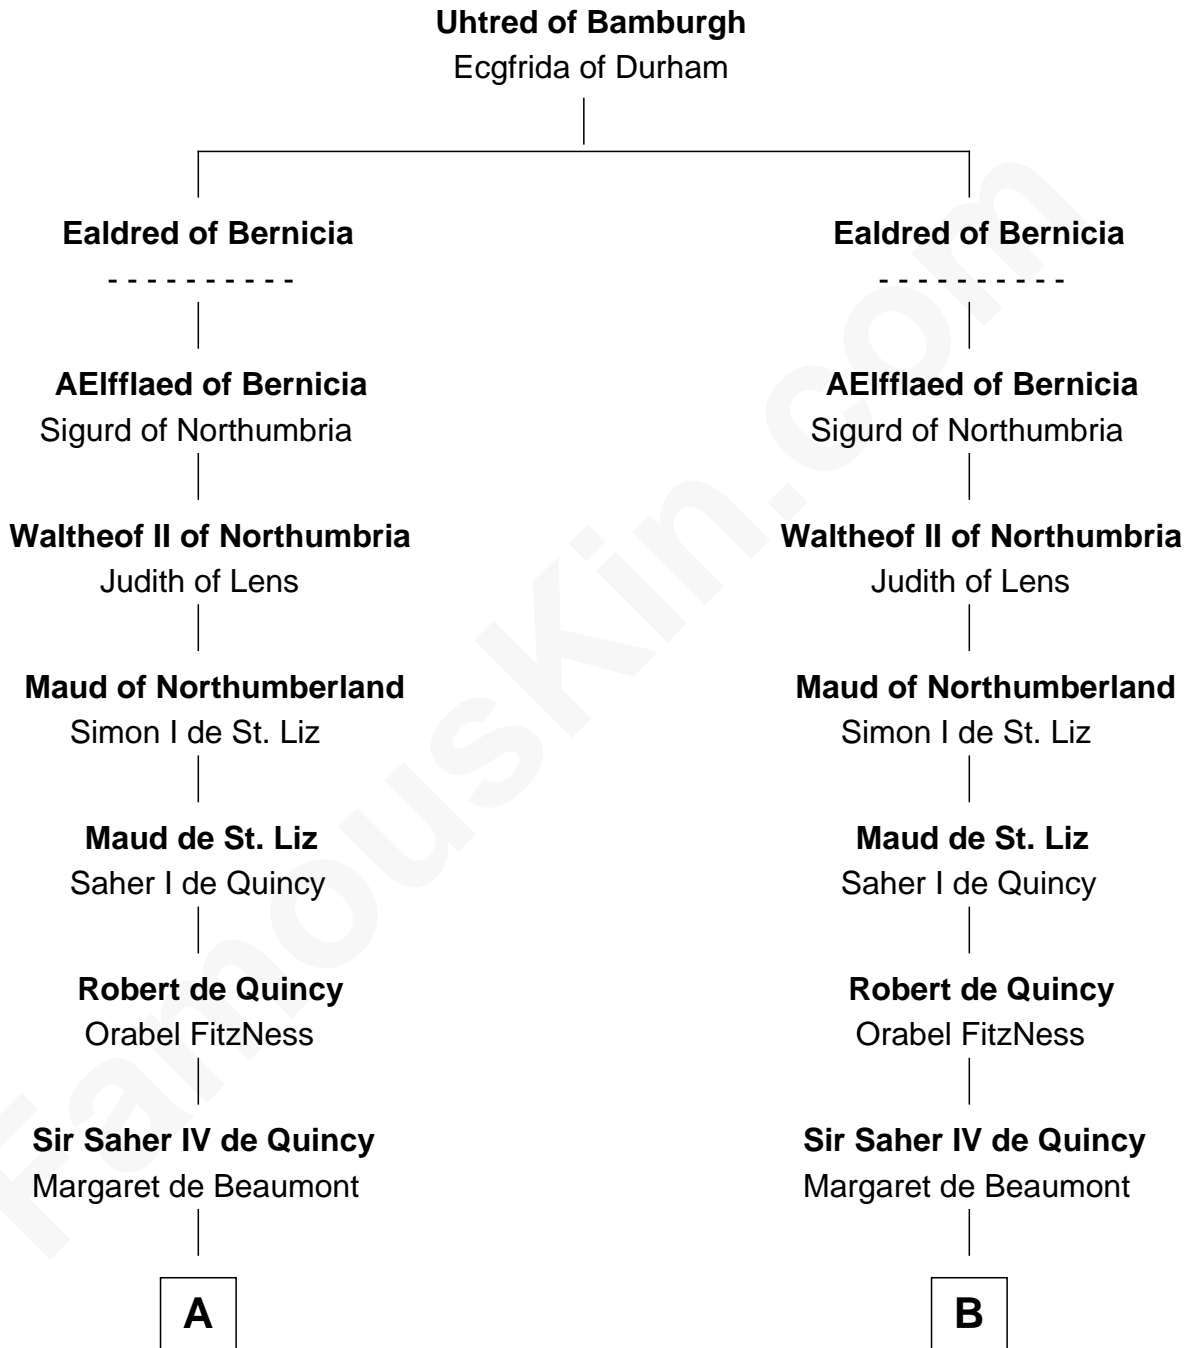 Uhtred of Bamburgh
Ecgfrida of Durham
Ealdred of Bernicia
Ealdred of Bernicia
- - - - - - - - - -
- - - - - - - - - -
AElfflaed of Bernicia
AElfflaed of Bernicia
Sigurd of Northumbria
Sigurd of Northumbria
Waltheof II of Northumbria
Waltheof II of Northumbria
Judith of Lens
Judith of Lens
Maud of Northumberland
Maud of Northumberland
Simon I de St. Liz
Simon I de St. Liz
Maud de St. Liz
Maud de St. Liz
Saher I de Quincy
Saher I de Quincy
Robert de Quincy
Robert de Quincy
Orabel FitzNess
Orabel FitzNess
Sir Saher IV de Quincy
Sir Saher IV de Quincy
Margaret de Beaumont
Margaret de Beaumont
A
B
FamousKin.com